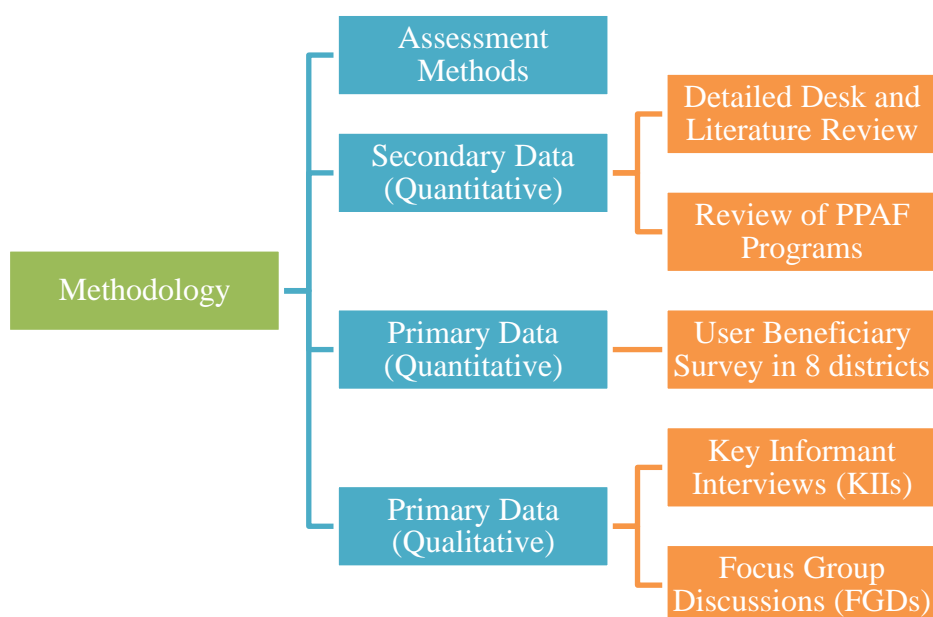 Methodology
Assessment
Methods
Secondary Data
(Quantitative)
Detailed Desk and
Literature Review
Review of PPAF
Programs
Primary Data
(Quantitative)
User Beneficiary
Survey in 8 districts
Primary Data
(Qualitative)
Key Informant
Interviews (KIIs)
Focus Group
Discussions (FGDs)